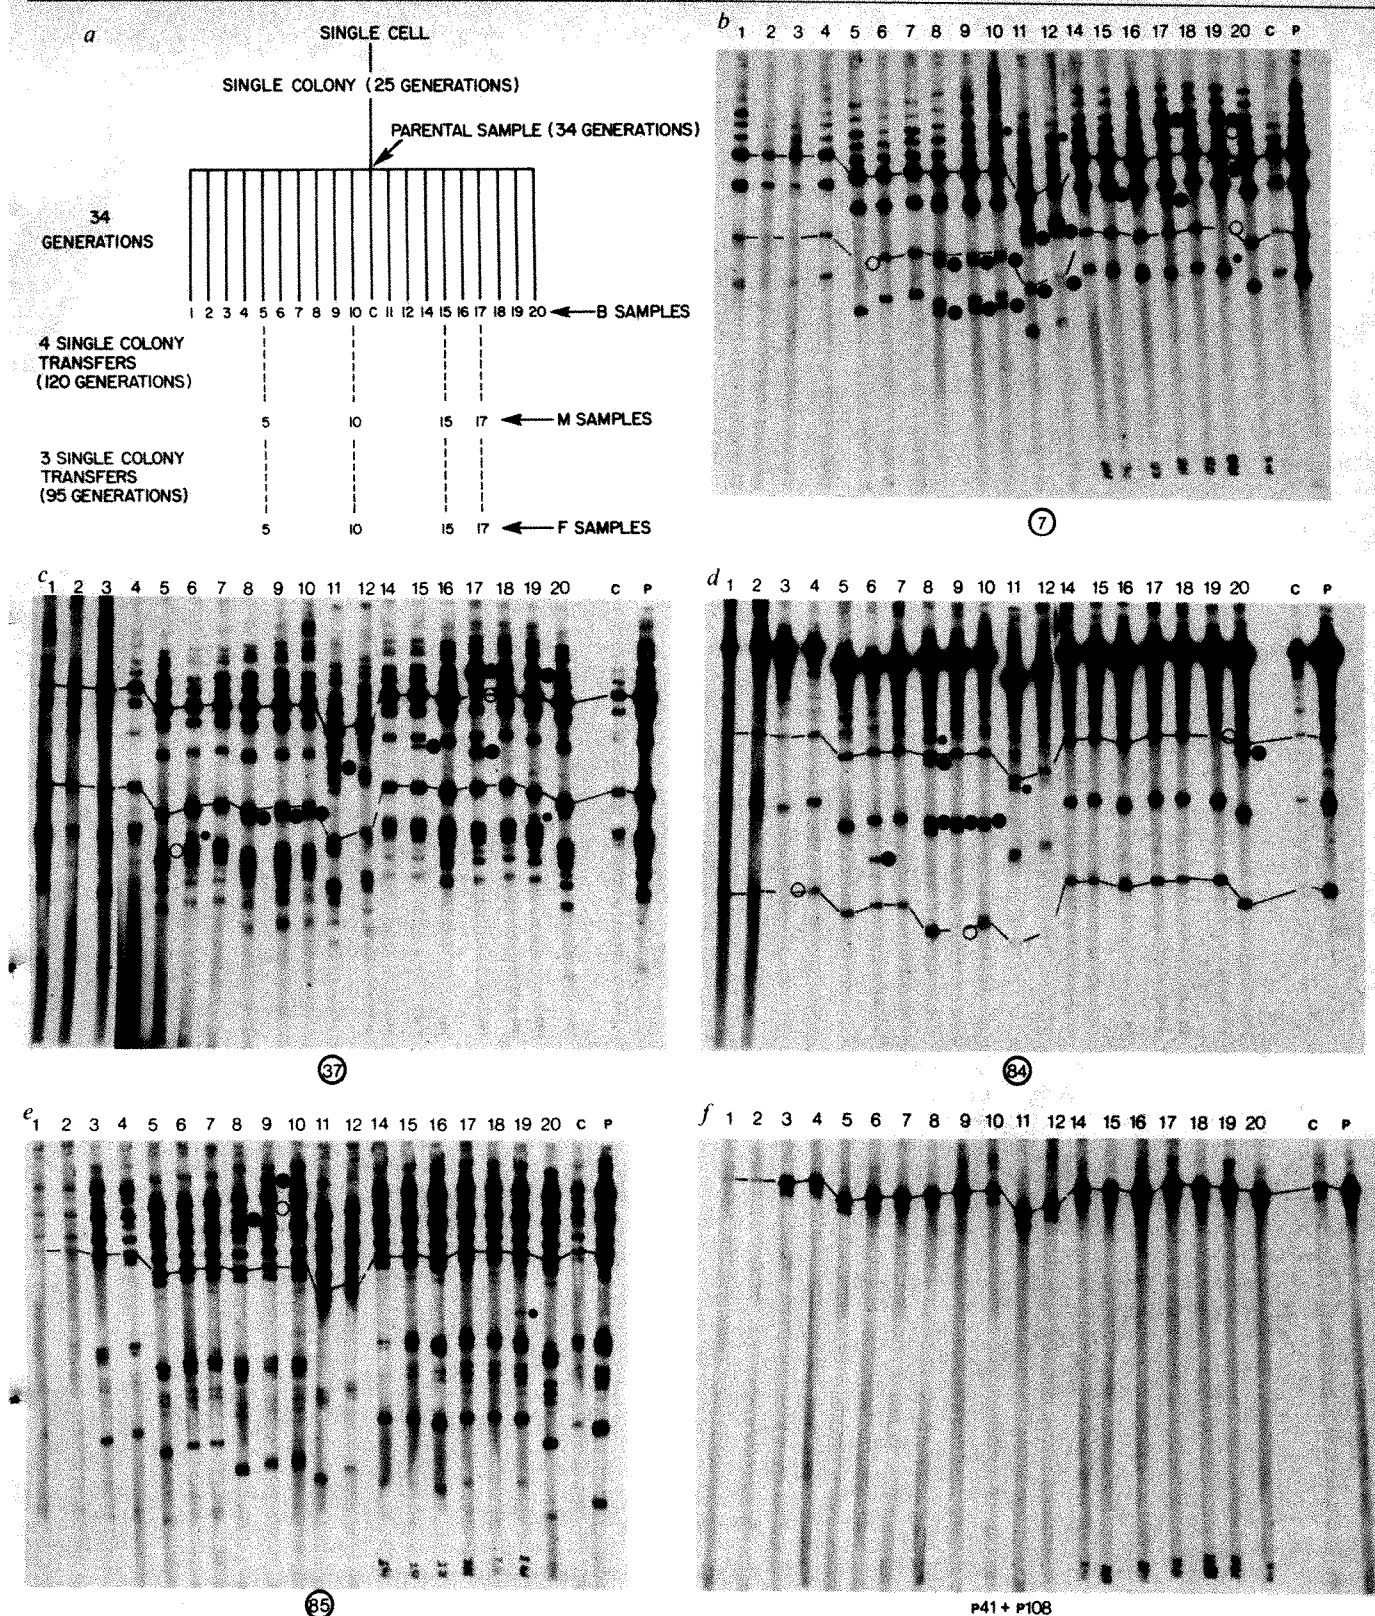 a
SINGLE CELL
SINGLE COLONY (25 GENERATIONS)
PARENTAL SAMPLE (34 GENERATIONS)
34
GENERATIONS
1 2 3 4 5 6 7 8 9 10 C 11 12 14 15 16 17 18 19 20 B SAMPLES
4 SINGLE COLONY
TRANSFERS
(120 GENERATIONS)
5 10 15 17 M SAMPLES
3 SINGLE COLONY
TRANSFERS
(95 GENERATIONS)
5 10 15 17 F SAMPLES
b
1 2 3 4 5 6 7 8 9 10 11 12 14 15 16 17 18 19 20 C P
7
c
1 2 3 4 5 6 7 8 9 10 11 12 14 15 16 17 18 19 20 C P
37
d
1 2 3 4 5 6 7 8 9 10 11 12 14 15 16 17 18 19 20 C P
84
e
1 2 3 4 5 6 7 8 9 10 11 12 14 15 16 17 18 19 20 C P
85
f
1 2 3 4 5 6 7 8 9 10 11 12 14 15 16 17 18 19 20 C P
P41 + P108